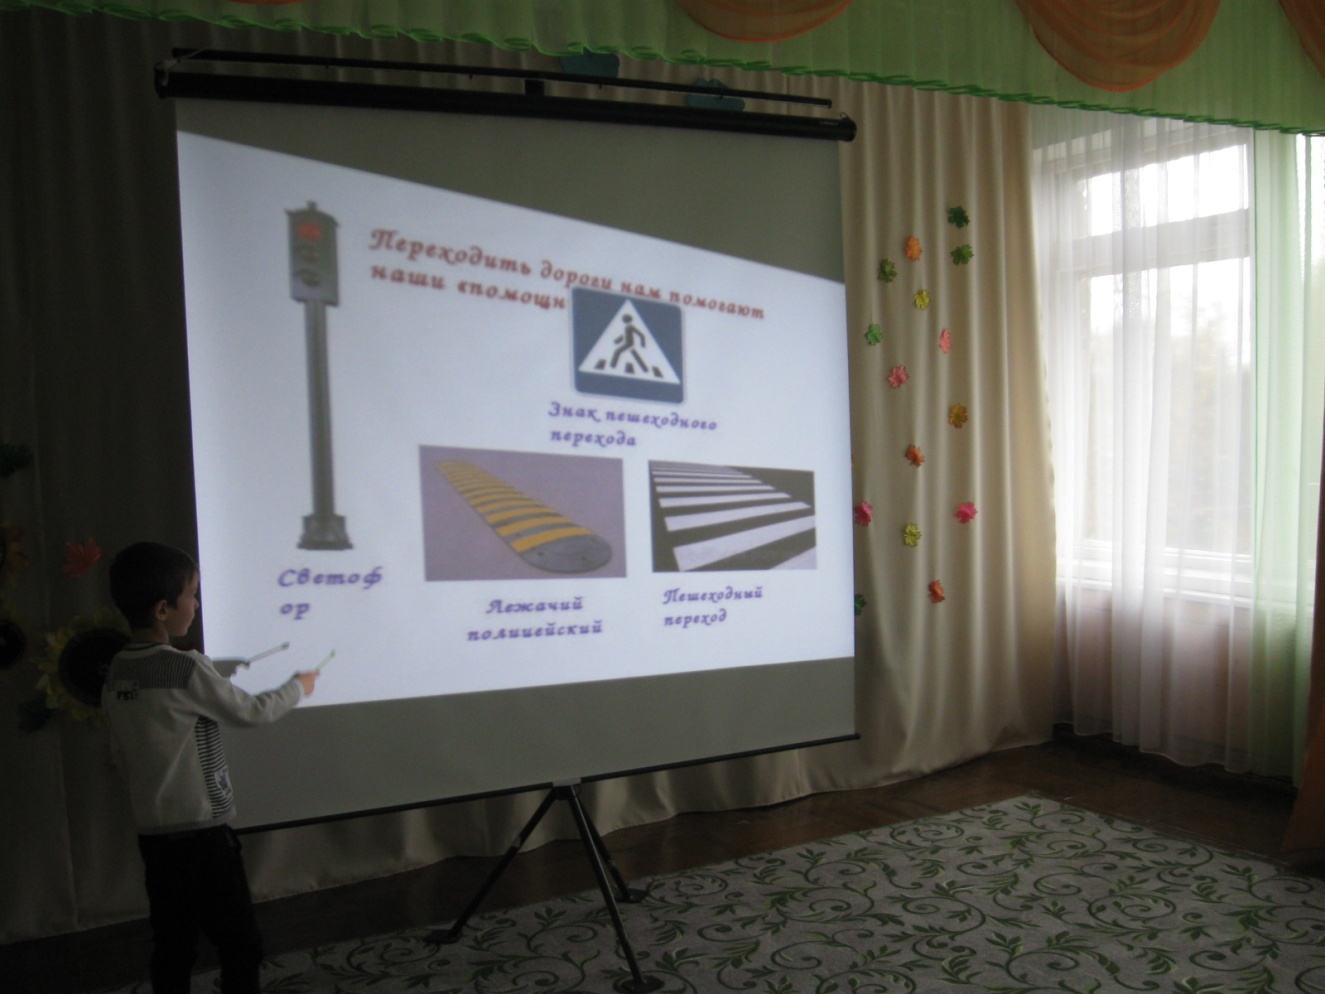 Переходить дороги нам помогают
наши «помощн
Знак пешеходного
перехода
Светоф
ор
Лежачий
полицейский
Пешеходный
переход